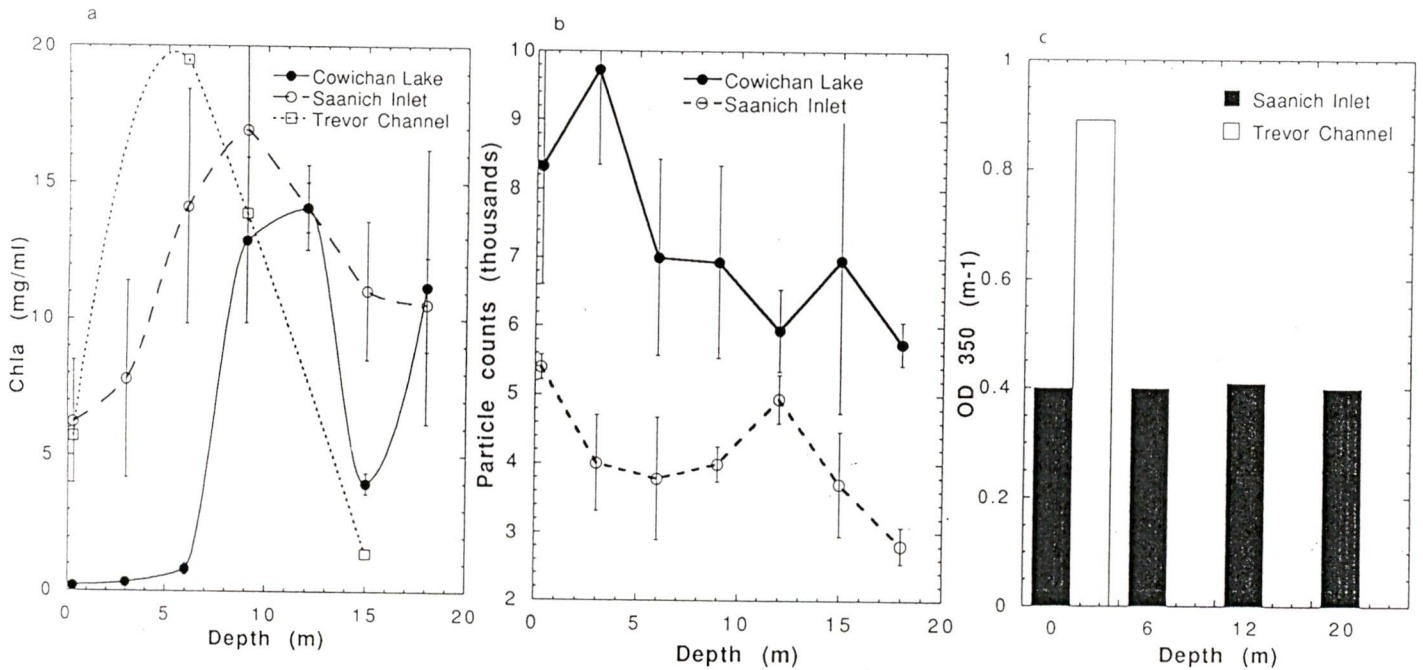 a
20
15
10
5
0
Chla (mg/ml)
Cowichan Lake
Saanich Inlet
Trevor Channel
0 5 10 15 20
Depth (m)
b
10
9
8
7
6
5
4
3
2
Particle counts (thousands)
Cowichan Lake
Saanich Inlet
0 5 10 15 20
Depth (m)
c
1
0.8
0.6
0.4
0.2
0
OD 350 (m-1)
Saanich Inlet
Trevor Channel
0 6 12 20
Depth (m)